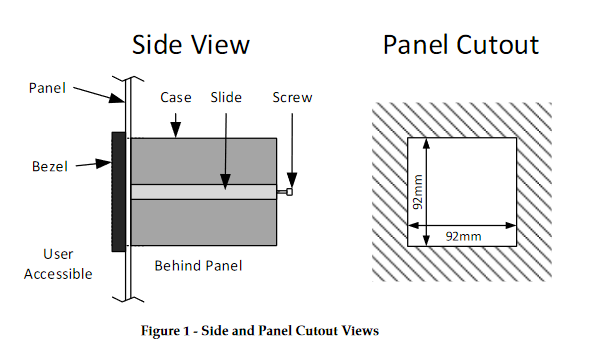 Side View
Panel Cutout
Panel
Case
Slide
Screw
Bezel
92mm
92mm
User
Accessible
Behind Panel
Figure 1 - Side and Panel Cutout Views